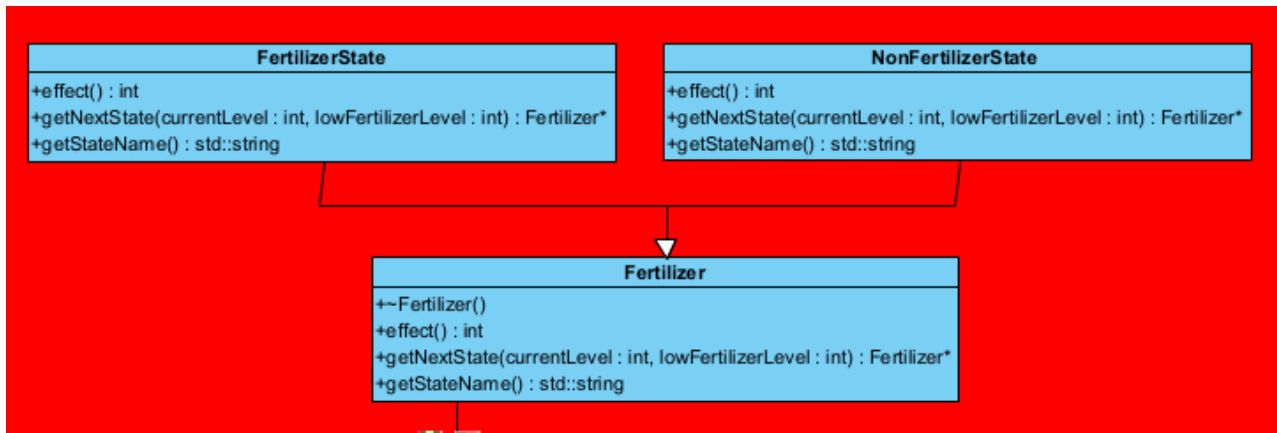 FertilizerState
+effect() : int
+getNextState(currentLevel : int, lowFertilizerLevel : int) : Fertilizer*
+getStateName() : std::string
NonFertilizerState
+effect() : int
+getNextState(currentLevel : int, lowFertilizerLevel : int) : Fertilizer*
+getStateName() : std::string
Fertilizer
+~Fertilizer()
+effect() : int
+getNextState(currentLevel : int, lowFertilizerLevel : int) : Fertilizer*
+getStateName() : std::string